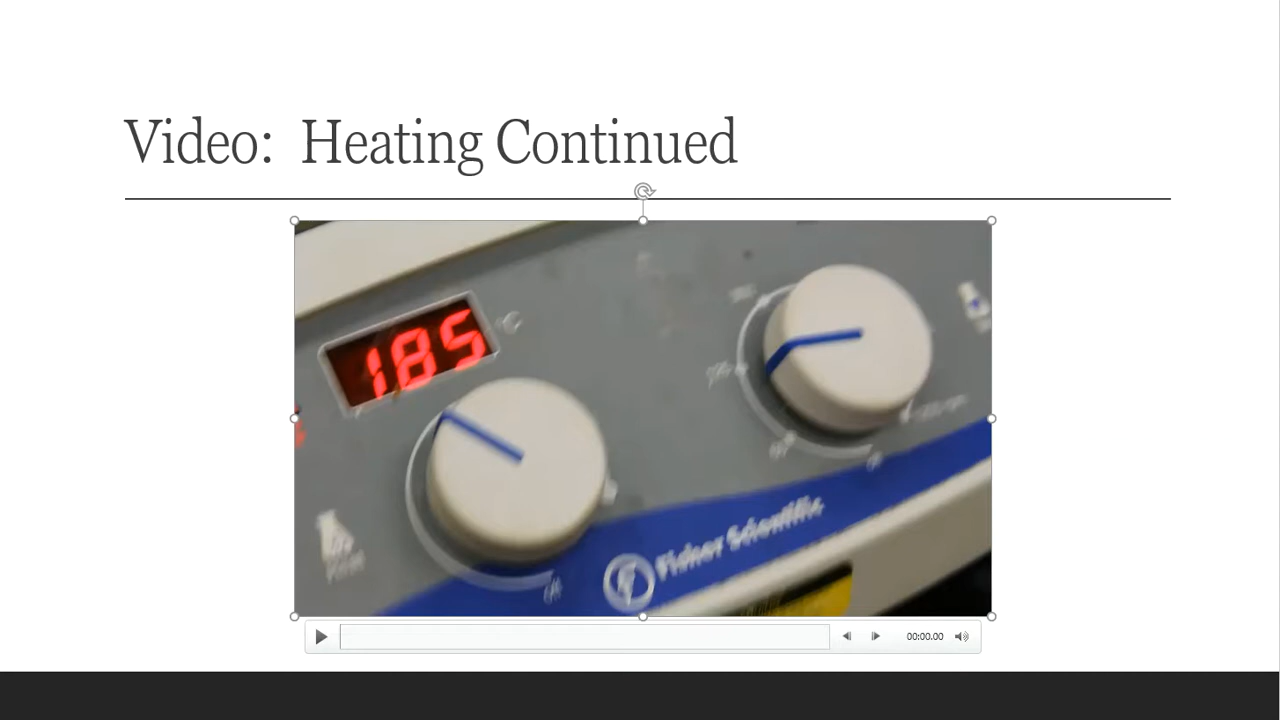 Video:  Heating Continued
185
°C
Fisher Scientific
00:00.00